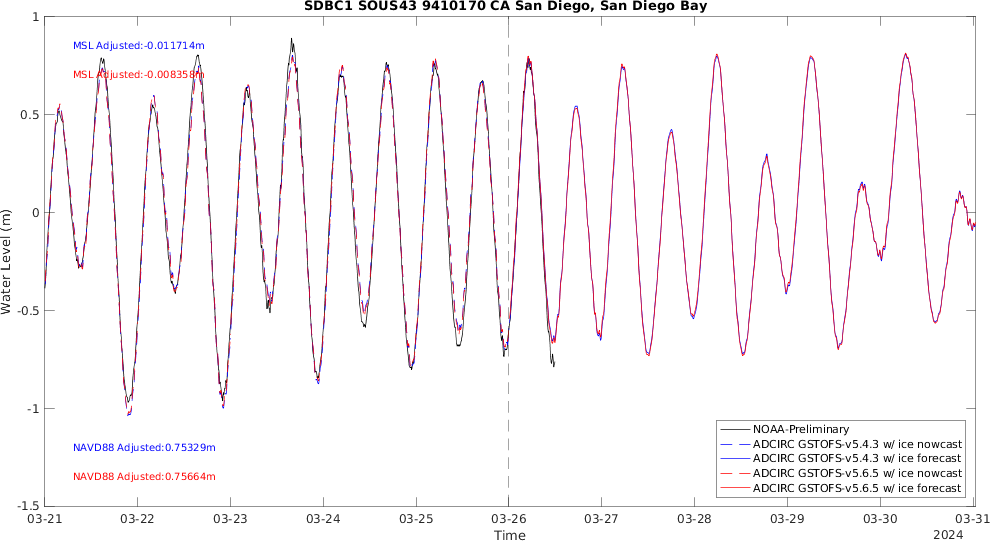 SDBC1 SOUS43 9410170 CA San Diego, San Diego Bay
1
0.5
0
-0.5
-1
-1.5
Water Level (m)
MSL Adjusted:-0.011714m
MSL Adjusted:-0.008358m
NAVD88 Adjusted:0.75329m
NAVD88 Adjusted:0.75664m
NOAA-Preliminary
ADCIRC GSTOFS-v5.4.3 w/ ice nowcast
ADCIRC GSTOFS-v5.4.3 w/ ice forecast
ADCIRC GSTOFS-v5.6.5 w/ ice nowcast
ADCIRC GSTOFS-v5.6.5 w/ ice forecast
03-21 03-22 03-23 03-24 03-25 03-26 03-27 03-28 03-29 03-30 03-31
Time
2024